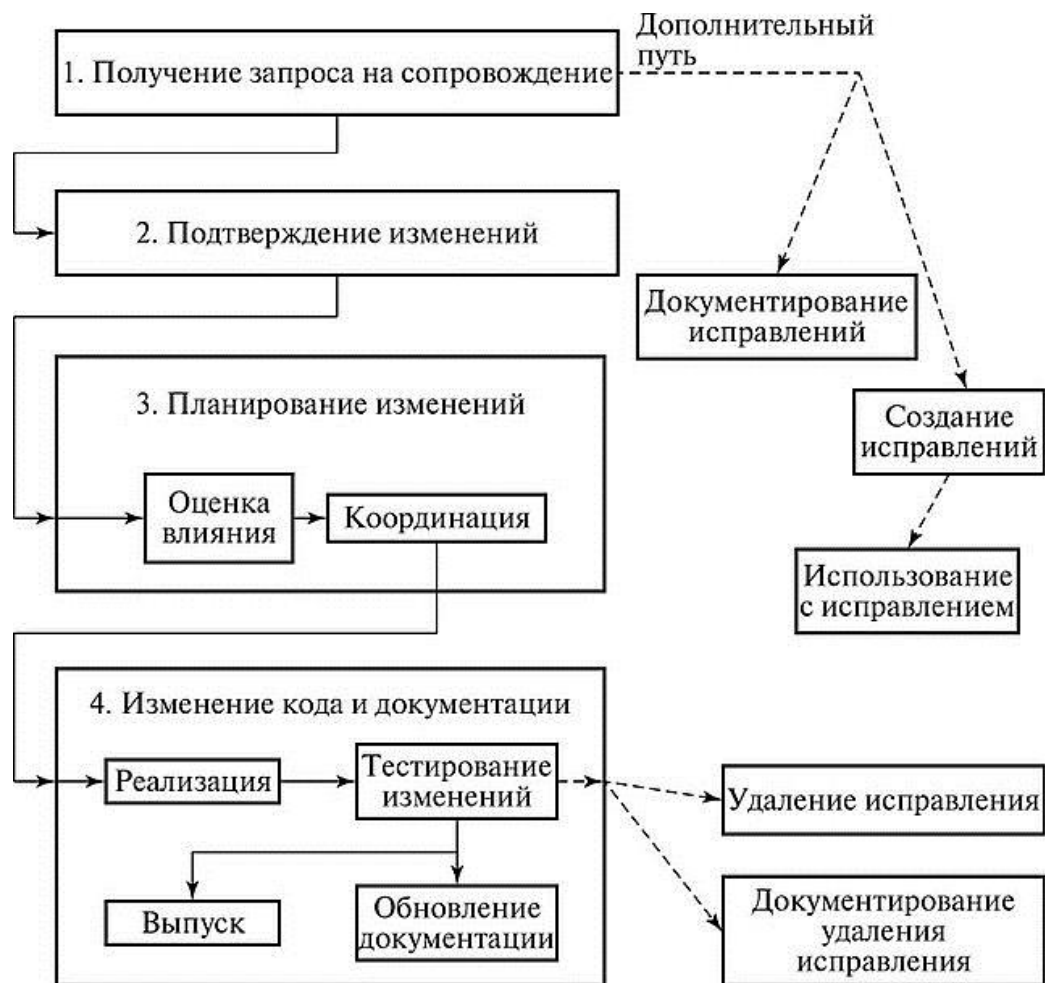 Дополнительный
путь
1. Получение запроса на сопровождение
2. Подтверждение изменений
Документирование
исправлений
3. Планирование изменений
Создание
исправлений
Оценка
влияния
Координация
Использование
с исправлением
4. Изменение кода и документации
Реализация
Тестирование
изменений
Удаление исправления
Выпуск
Обновление
документации
Документирование
удаления
исправления